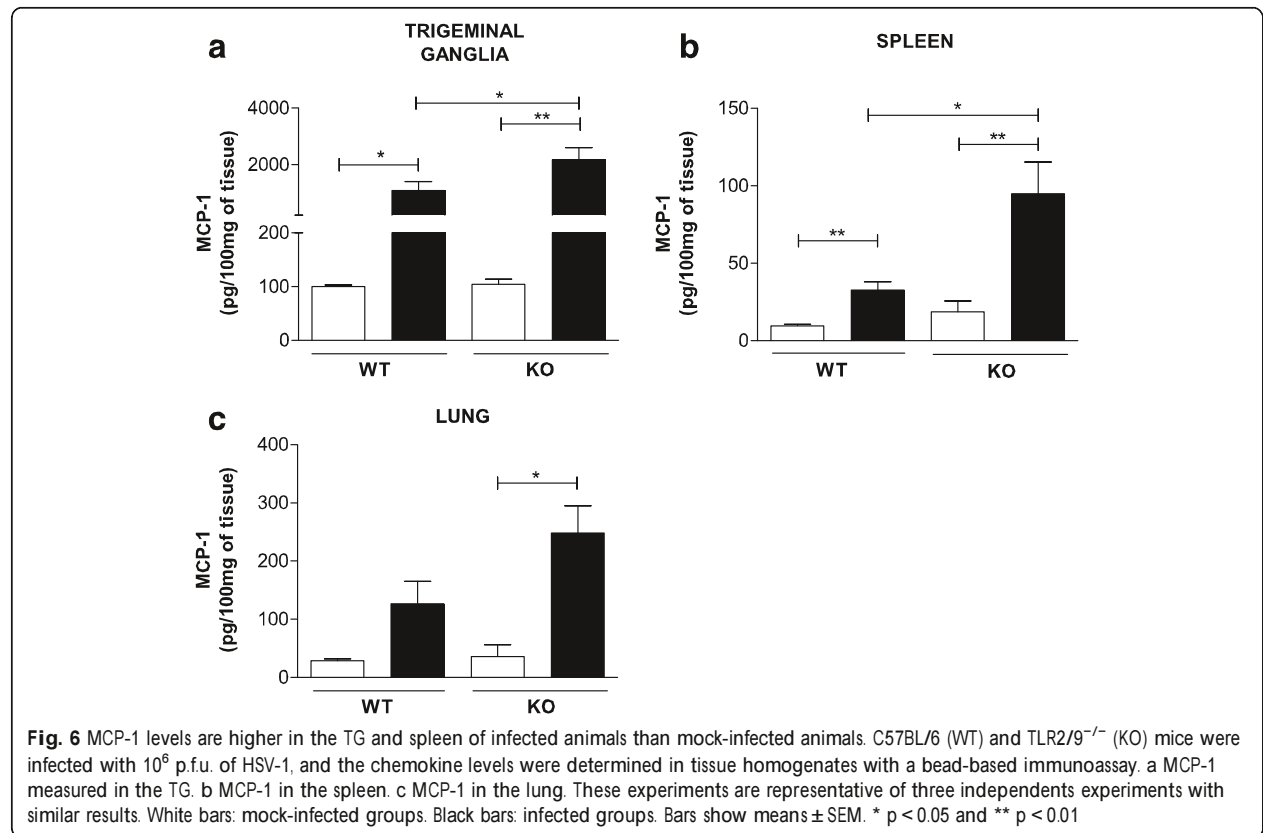 a
TRIGEMINAL
GANGLIA
MCP-1
(pg/100mg of tissue)
4000
2000
200
100
0
*
**
*
WT
KO
b
SPLEEN
MCP-1
(pg/100mg of tissue)
150
100
50
0
*
**
**
WT
KO
c
LUNG
MCP-1
(pg/100mg of tissue)
400
300
200
100
0
*
WT
KO
Fig. 6 MCP-1 levels are higher in the TG and spleen of infected animals than mock-infected animals. C57BL/6 (WT) and TLR2/9⁻/⁻ (KO) mice were
infected with 10⁶ p.f.u. of HSV-1, and the chemokine levels were determined in tissue homogenates with a bead-based immunoassay. a MCP-1
measured in the TG. b MCP-1 in the spleen. c MCP-1 in the lung. These experiments are representative of three independents experiments with
similar results. White bars: mock-infected groups. Black bars: infected groups. Bars show means ± SEM. * p < 0.05 and ** p < 0.01